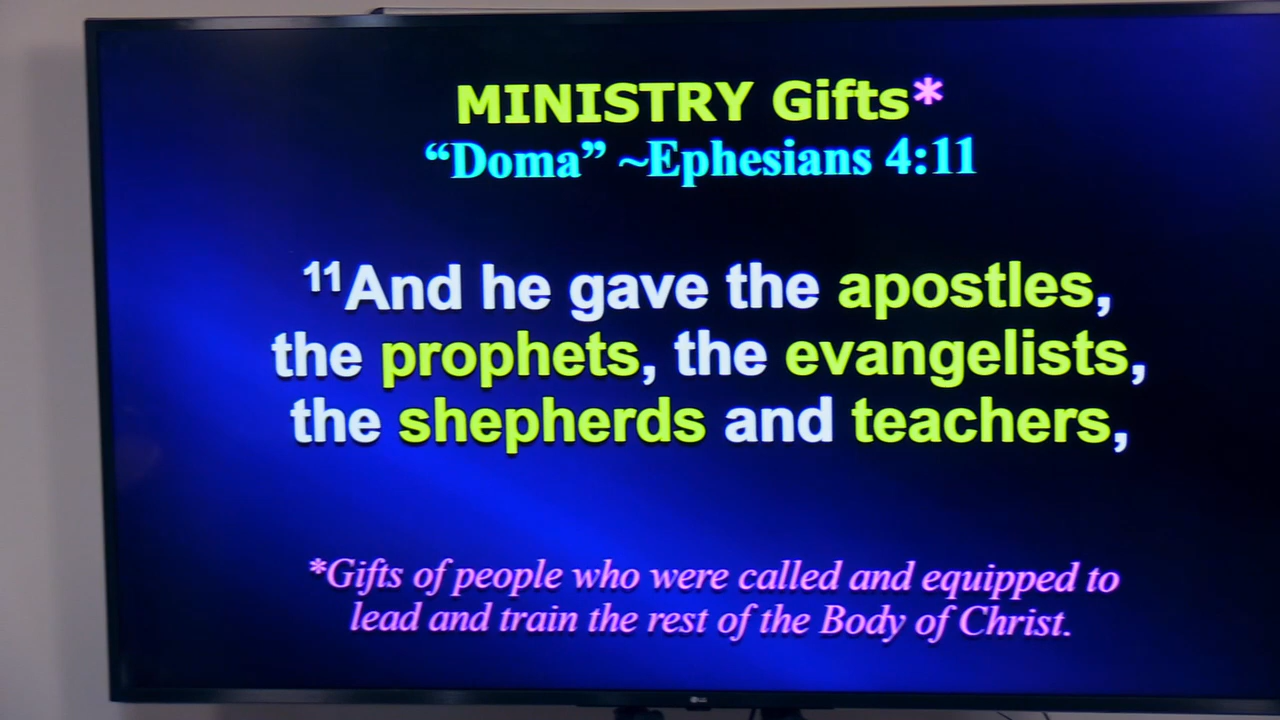 MINISTRY Gifts*
“Doma” ~Ephesians 4:11
¹¹And he gave the apostles,
the prophets, the evangelists,
the shepherds and teachers,
*Gifts of people who were called and equipped to
lead and train the rest of the Body of Christ.
LG